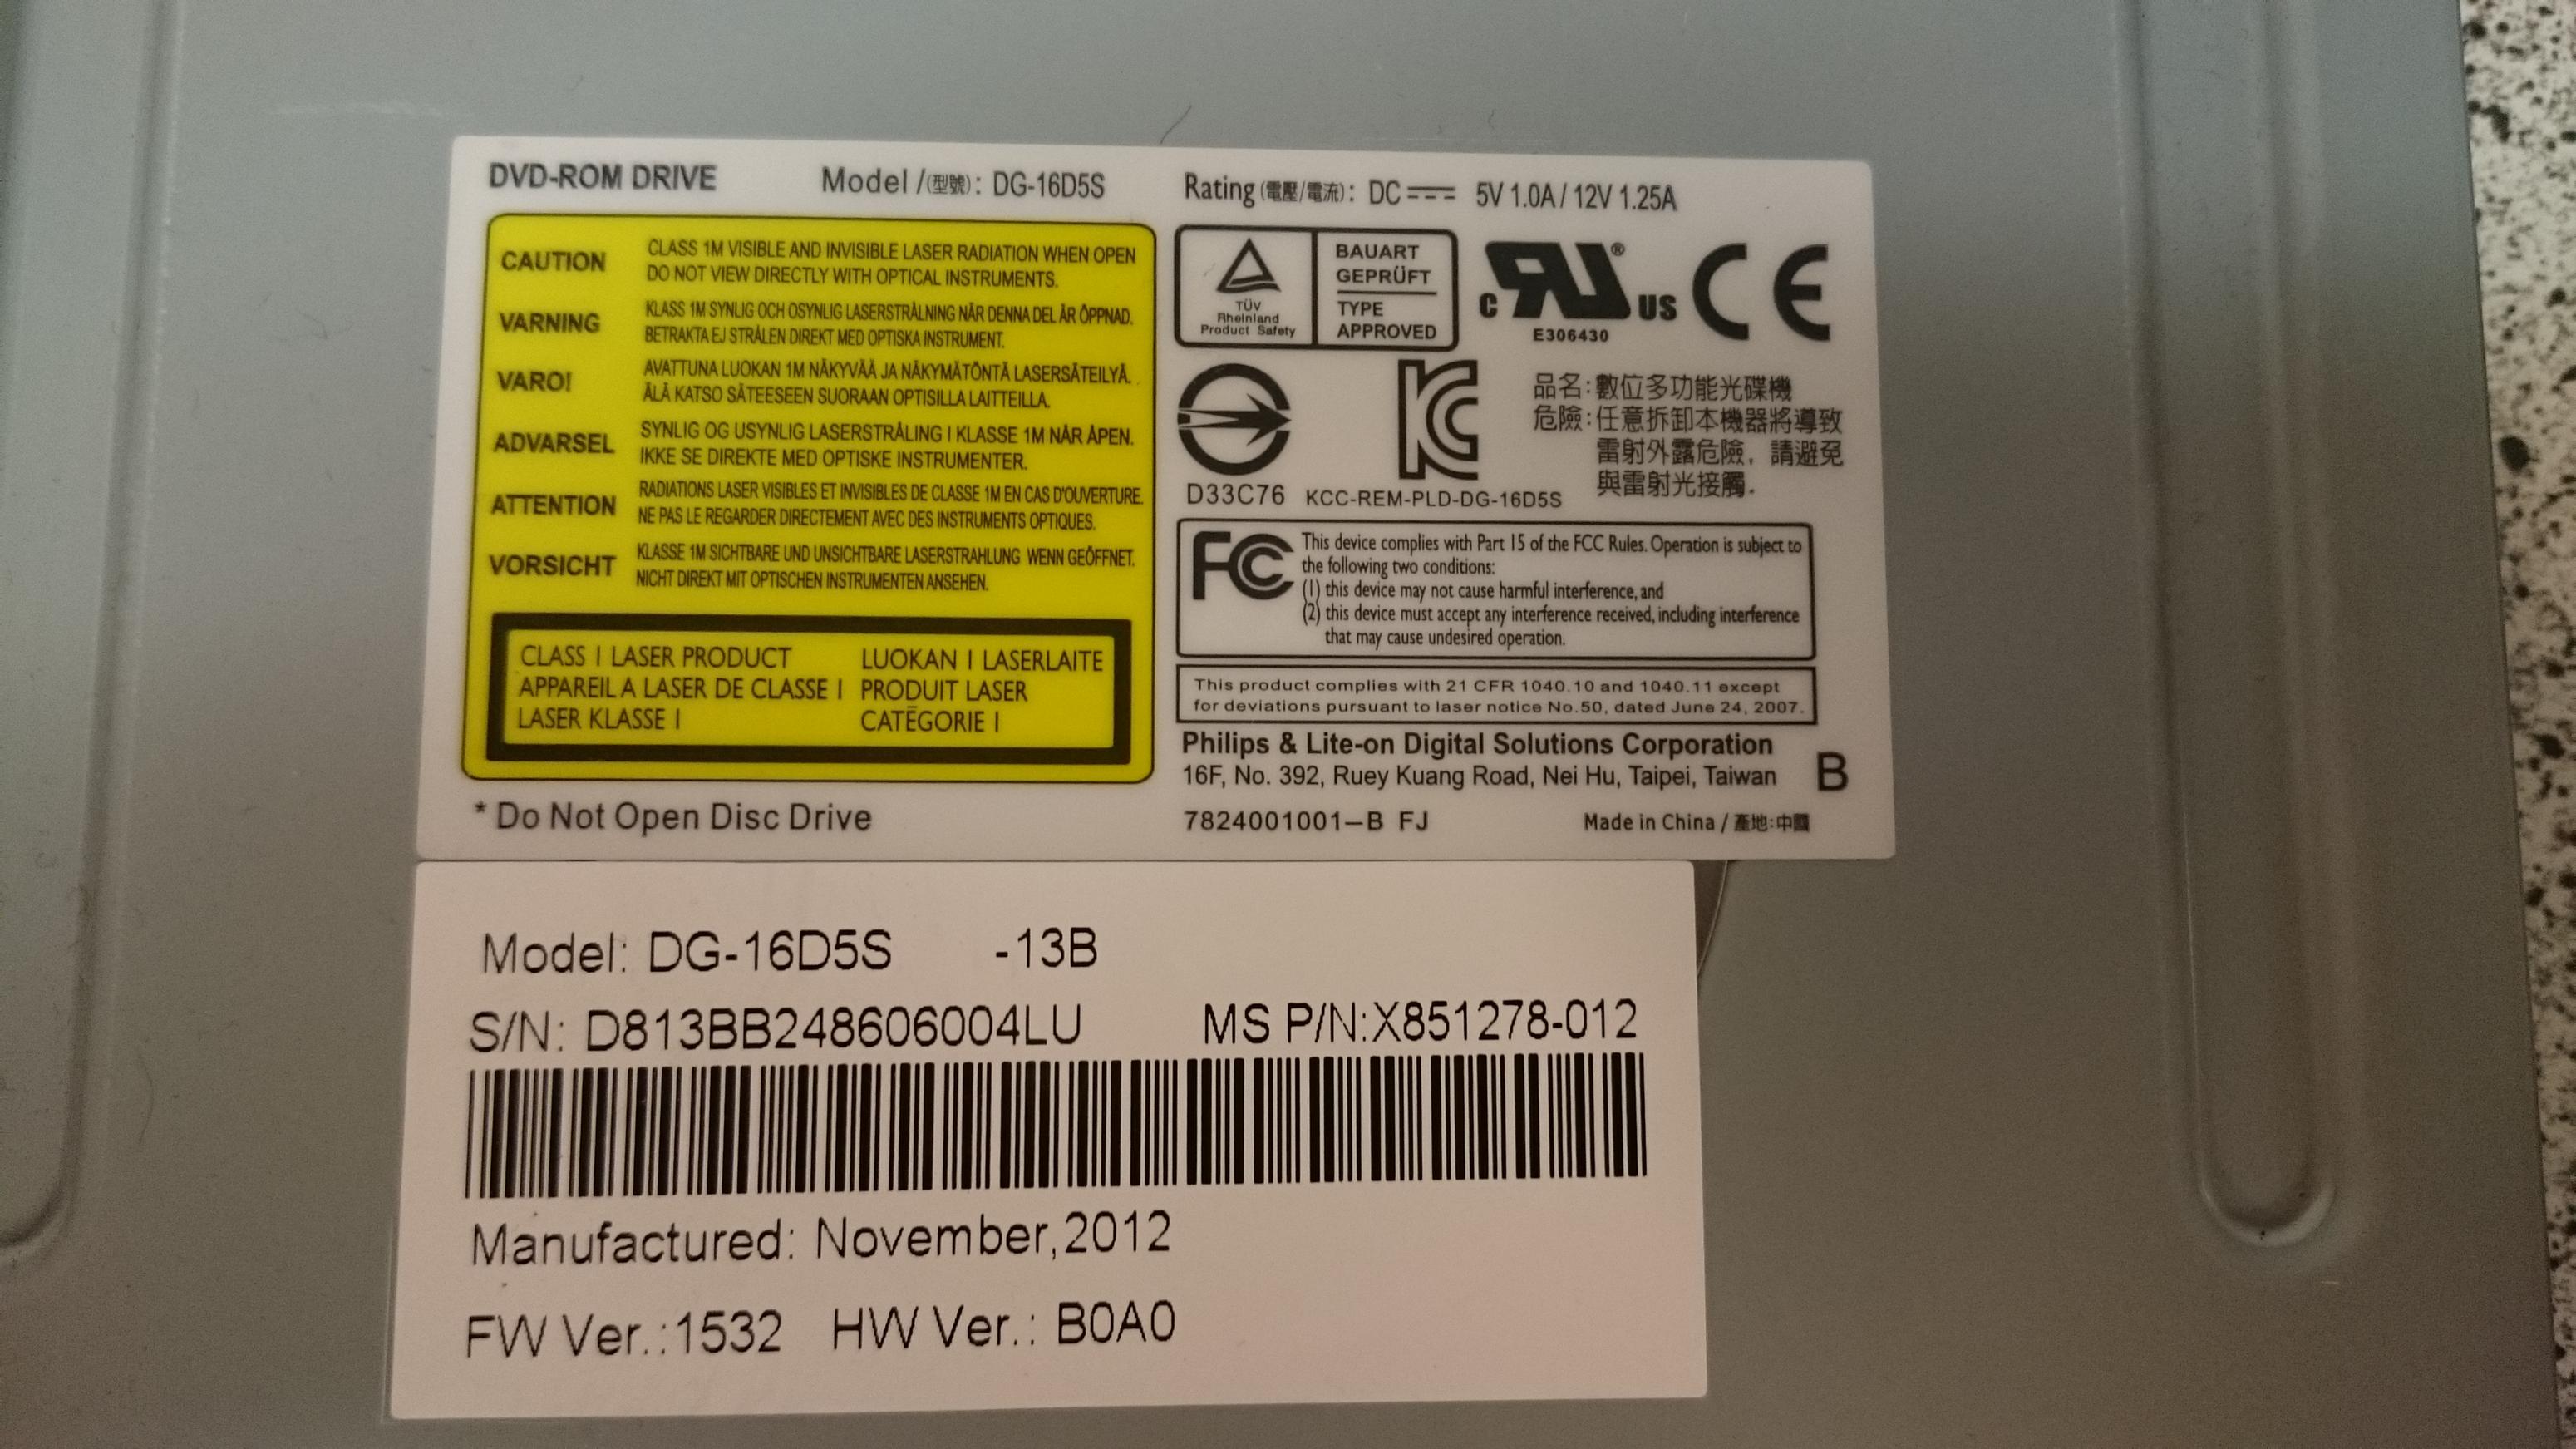 DVD-ROM DRIVE
Model /(型號): DG-16D5S
CAUTION
CLASS 1M VISIBLE AND INVISIBLE LASER RADIATION WHEN OPEN
DO NOT VIEW DIRECTLY WITH OPTICAL INSTRUMENTS.
VARNING
KLASS 1M SYNLIG OCH OSYNLIG LASERSTRÅLNING NÄR DENNA DEL ÄR ÖPPNAD.
BETRAKTA EJ STRÅLEN DIREKT MED OPTISKA INSTRUMENT.
VARO!
AVATTUNA LUOKAN 1M NÄKYVÄÄ JA NÄKYMÄTÖNTÄ LASERSÄTEILYÄ.
ÄLÄ KATSO SÄTEESEEN SUORAAN OPTISILLA LAITTEILLA.
ADVARSEL
SYNLIG OG USYNLIG LASERSTRÅLING I KLASSE 1M NÅR ÅPEN.
IKKE SE DIREKTE MED OPTISKE INSTRUMENTER.
ATTENTION
RADIATIONS LASER VISIBLES ET INVISIBLES DE CLASSE 1M EN CAS D'OUVERTURE.
NE PAS LE REGARDER DIRECTEMENT AVEC DES INSTRUMENTS OPTIQUES.
VORSICHT
KLASSE 1M SICHTBARE UND UNSICHTBARE LASERSTRAHLUNG WENN GEÖFFNET.
NICHT DIREKT MIT OPTISCHEN INSTRUMENTEN ANSEHEN.
CLASS 1 LASER PRODUCT
APPAREIL A LASER DE CLASSE 1
LASER KLASSE 1
LUOKAN 1 LASERLAITE
PRODUIT LASER
CATĒGORIE 1
* Do Not Open Disc Drive
Rating (電壓/電流): DC 5V 1.0A / 12V 1.25A
TÜV
Rheinland
Product Safety
BAUART
GEPRÜFT
TYPE
APPROVED
c RU ® US
E306430
CE
D33C76
KC
KCC-REM-PLD-DG-16D5S
品名:數位多功能光碟機
危險:任意拆卸本機器將導致
雷射外露危險，請避免
與雷射光接觸.
FC
This device complies with Part 15 of the FCC Rules. Operation is subject to
the following two conditions:
(1) this device may not cause harmful interference, and
(2) this device must accept any interference received, including interference
that may cause undesired operation.
This product complies with 21 CFR 1040.10 and 1040.11 except
for deviations pursuant to laser notice No.50, dated June 24, 2007.
Philips & Lite-on Digital Solutions Corporation
16F, No. 392, Ruey Kuang Road, Nei Hu, Taipei, Taiwan
B
7824001001–B FJ
Made in China / 產地:中國
Model: DG-16D5S -13B
S/N: D813BB248606004LU MS P/N:X851278-012
Manufactured: November,2012
FW Ver.:1532 HW Ver.: B0A0